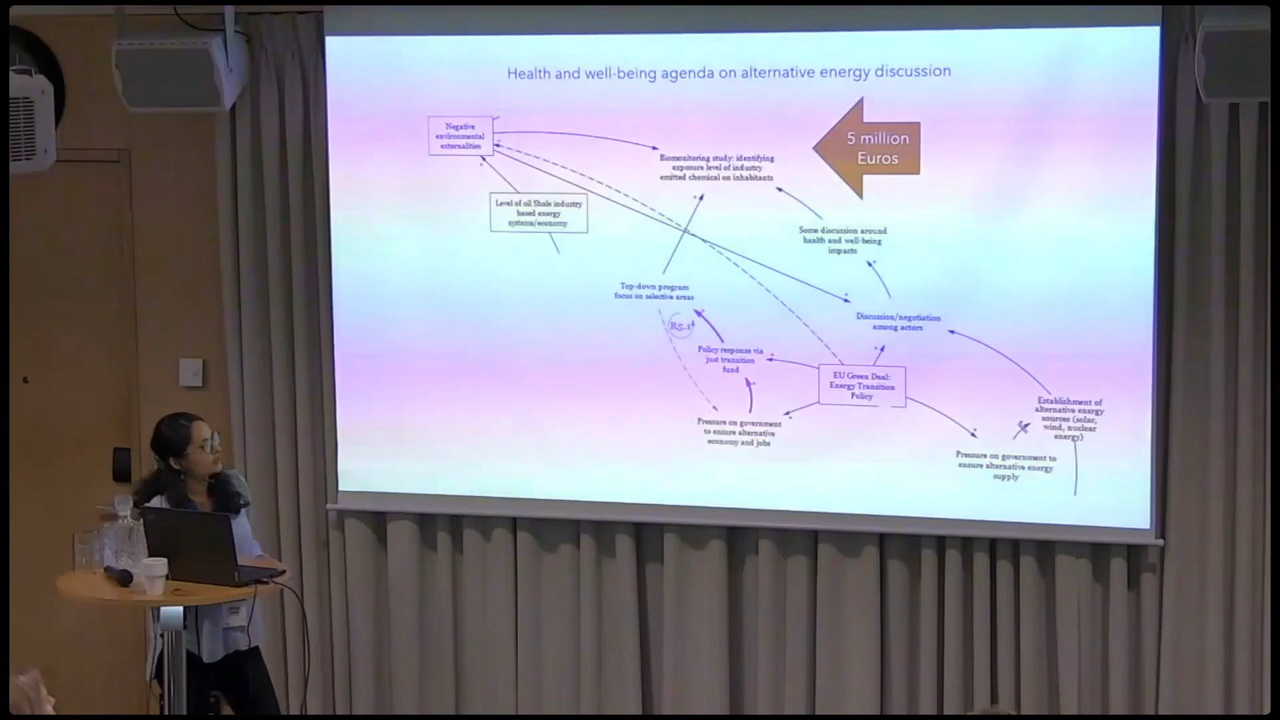 Health and well-being agenda on alternative energy discussion
Negative
environmental
externalities
5 million
Euros
Biomonitoring study: identifying
exposure level of industry
emitted chemical on inhabitants
Level of oil Shale industry
based energy
systems/economy
Some discussion around
health and well-being
impacts
Top-down program
focus on selective areas
R5.1
Discussion/negotiation
among actors
Policy response via
just transition
fund
EU Green Deal:
Energy Transition
Policy
Establishment of
alternative energy
sources (solar,
wind, nuclear
energy)
Pressure on government
to ensure alternative
economy and jobs
Pressure on government to
ensure alternative energy
supply